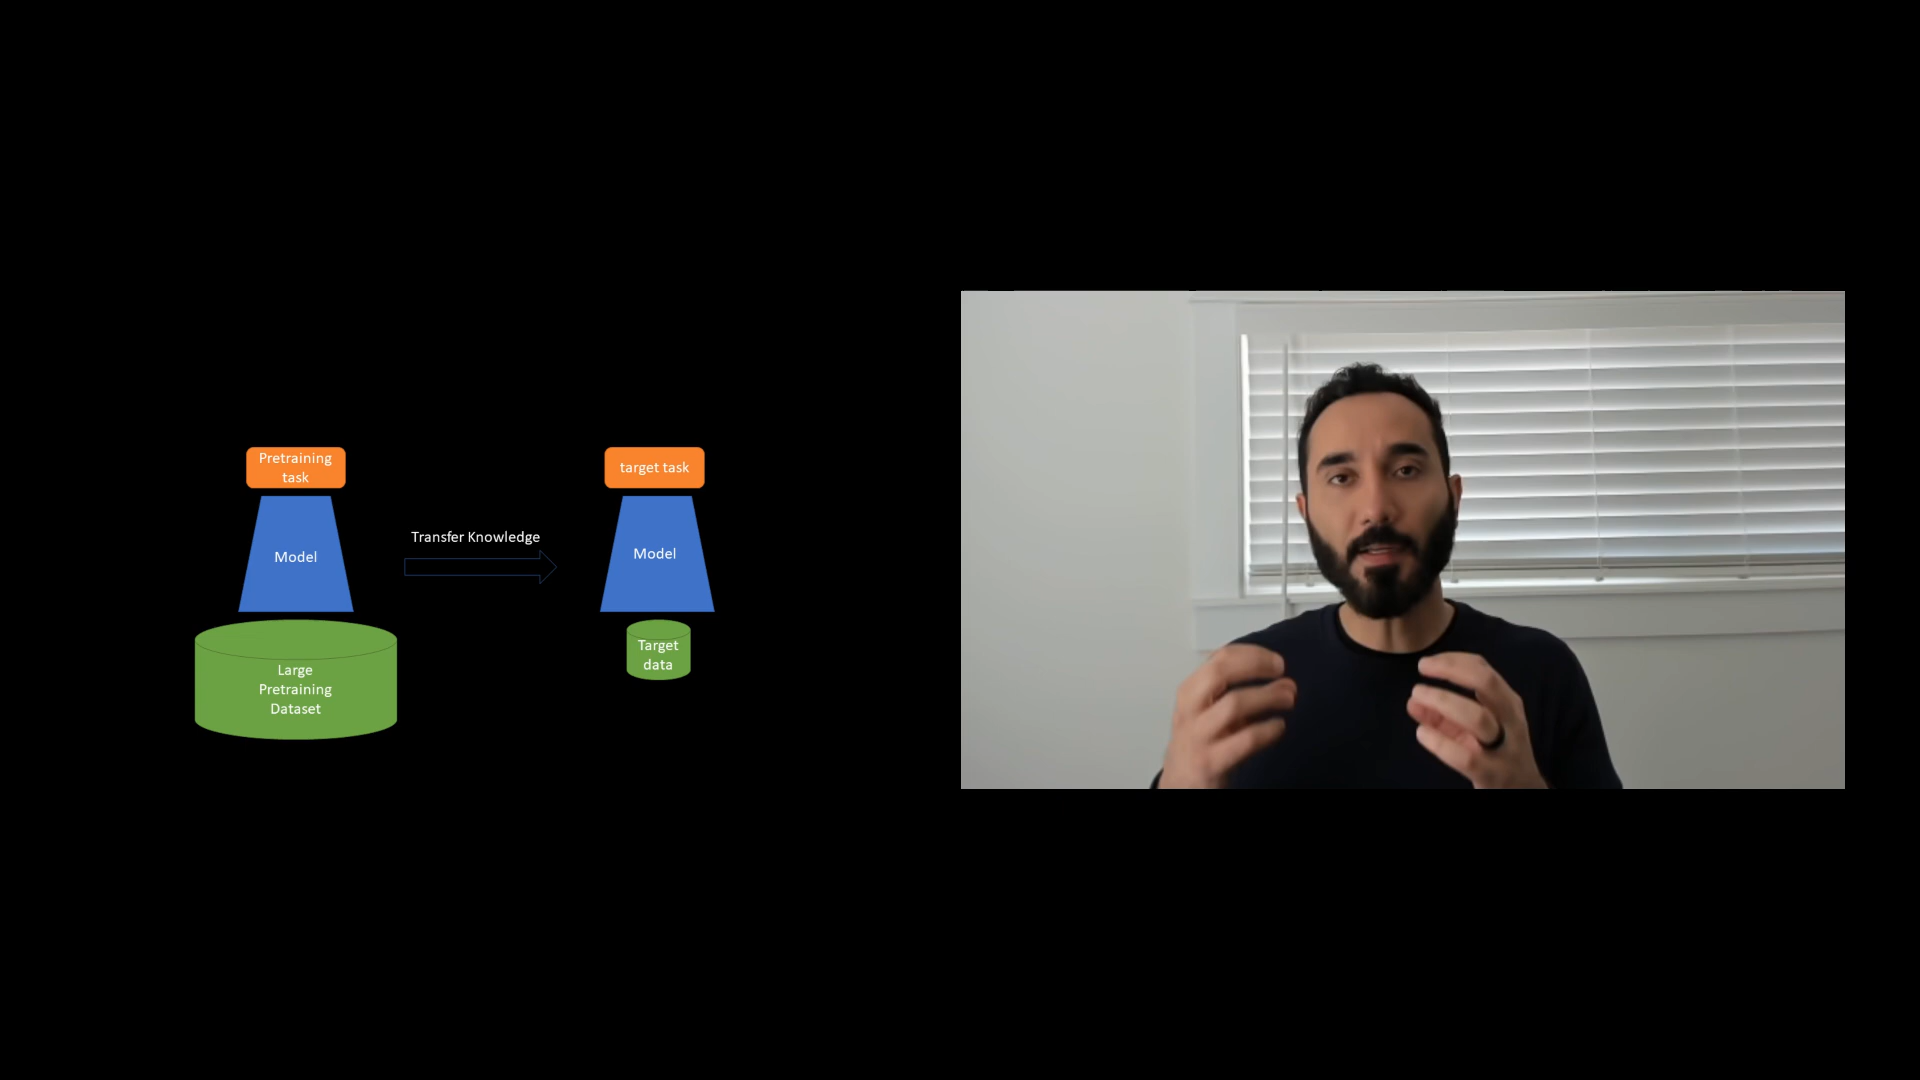 Pretraining
task
Model
Large
Pretraining
Dataset
Transfer Knowledge
target task
Model
Target
data